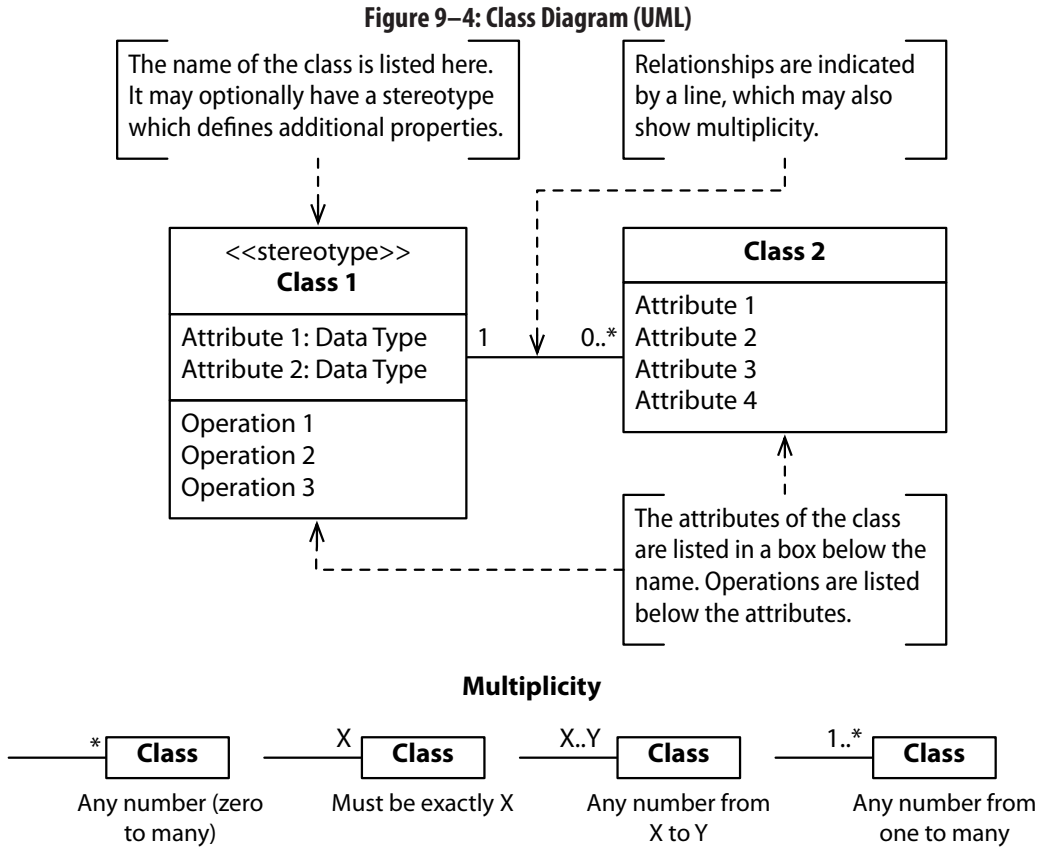 Figure 9–4: Class Diagram (UML)
The name of the class is listed here.
It may optionally have a stereotype
which defines additional properties.
Relationships are indicated
by a line, which may also
show multiplicity.
<<stereotype>>
Class 1
Attribute 1: Data Type
Attribute 2: Data Type
Operation 1
Operation 2
Operation 3
1
0..*
Class 2
Attribute 1
Attribute 2
Attribute 3
Attribute 4
The attributes of the class
are listed in a box below the
name. Operations are listed
below the attributes.
Multiplicity
*
Class
Any number (zero
to many)
X
Class
Must be exactly X
X..Y
Class
Any number from
X to Y
1..*
Class
Any number from
one to many